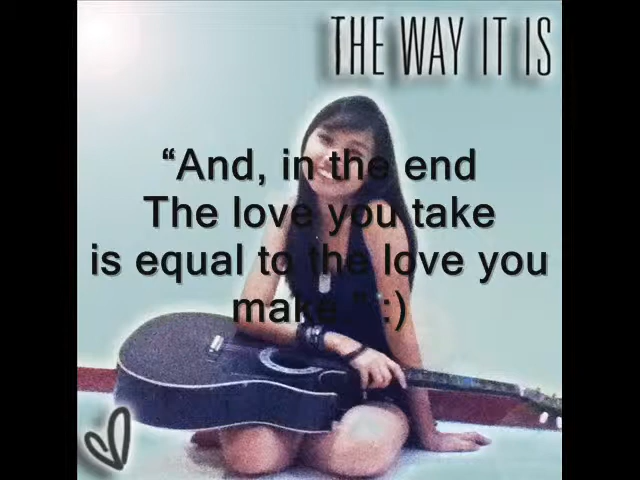 THE WAY IT IS
“And, in the end
The love you take
is equal to the love you
make.” :)